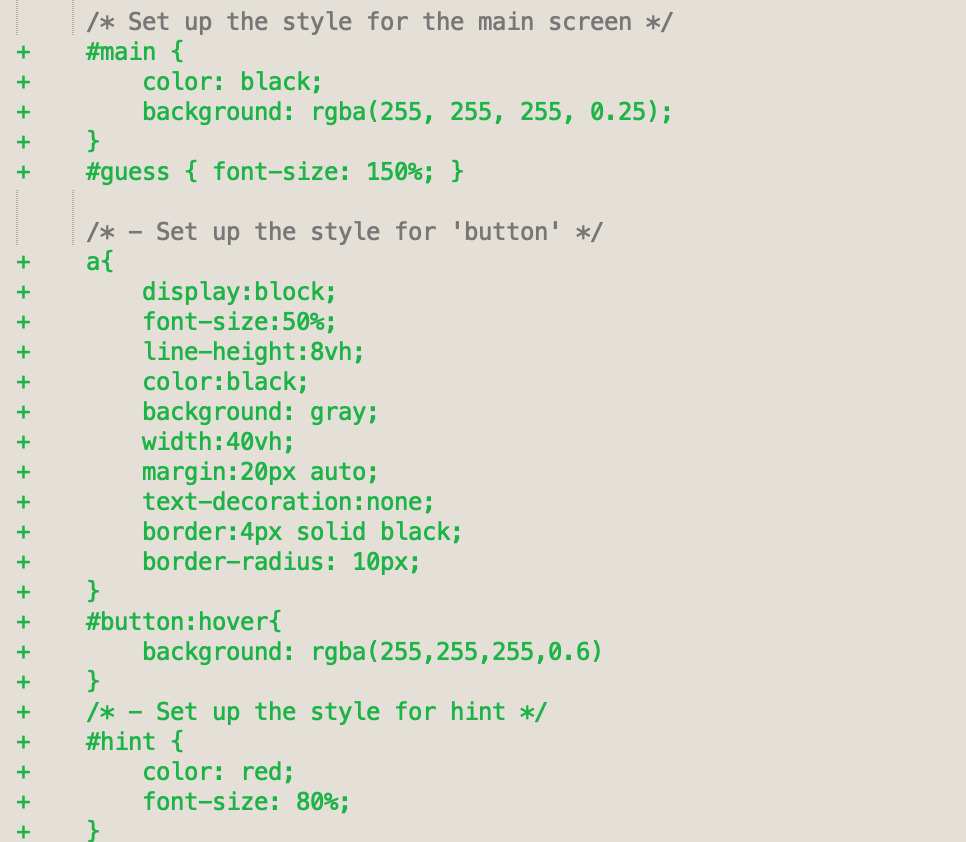 /* Set up the style for the main screen */
+ #main {
+ color: black;
+ background: rgba(255, 255, 255, 0.25);
+ }
+ #guess { font-size: 150%; }
/* - Set up the style for 'button' */
+ a{
+ display:block;
+ font-size:50%;
+ line-height:8vh;
+ color:black;
+ background: gray;
+ width:40vh;
+ margin:20px auto;
+ text-decoration:none;
+ border:4px solid black;
+ border-radius: 10px;
+ }
+ #button:hover{
+ background: rgba(255,255,255,0.6)
+ }
+ /* - Set up the style for hint */
+ #hint {
+ color: red;
+ font-size: 80%;
+ }